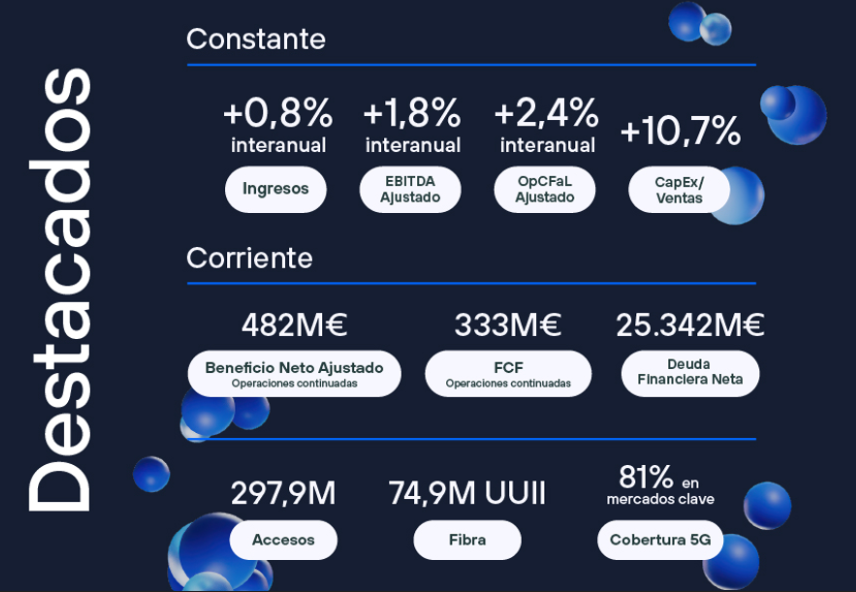 Destacados
Constante
+0,8% +1,8% +2,4% +10,7%
interanual interanual interanual
Ingresos
EBITDA
Ajustado
OpCFaL
Ajustado
CapEx/
Ventas
Corriente
482M€ 333M€ 25.342M€
Beneficio Neto Ajustado
Operaciones continuadas
FCF
Operaciones continuadas
Deuda
Financiera Neta
297,9M 74,9M UUII 81% en
mercados clave
Accesos Fibra Cobertura 5G